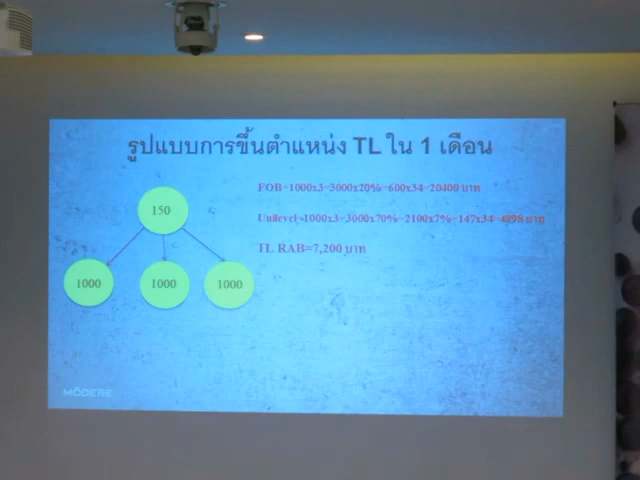 รูปแบบการขึ้นตำแหน่ง TL ใน 1 เดือน
FOB=1000x3=3000x20%=600x34=20400 บาท
150
Unilevel=1000x3=3000x70%=2100x7%=147x34=4998 บาท
TL RAB=7,200 บาท
1000
1000
1000
MODERE